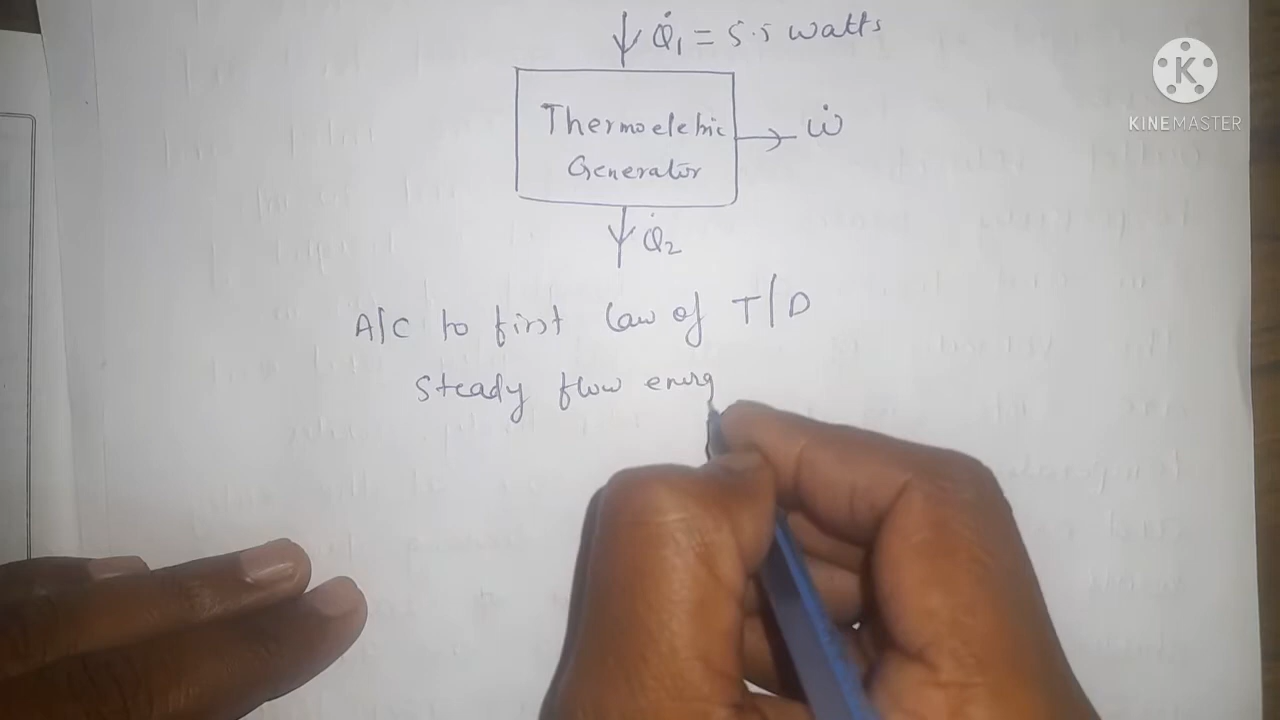 Q̇₁ = 5.5 watts
Thermoelectric
Generator
ẇ
Q̇₂
A/C to first law of T/D
Steady flow energ
K
KINEMASTER